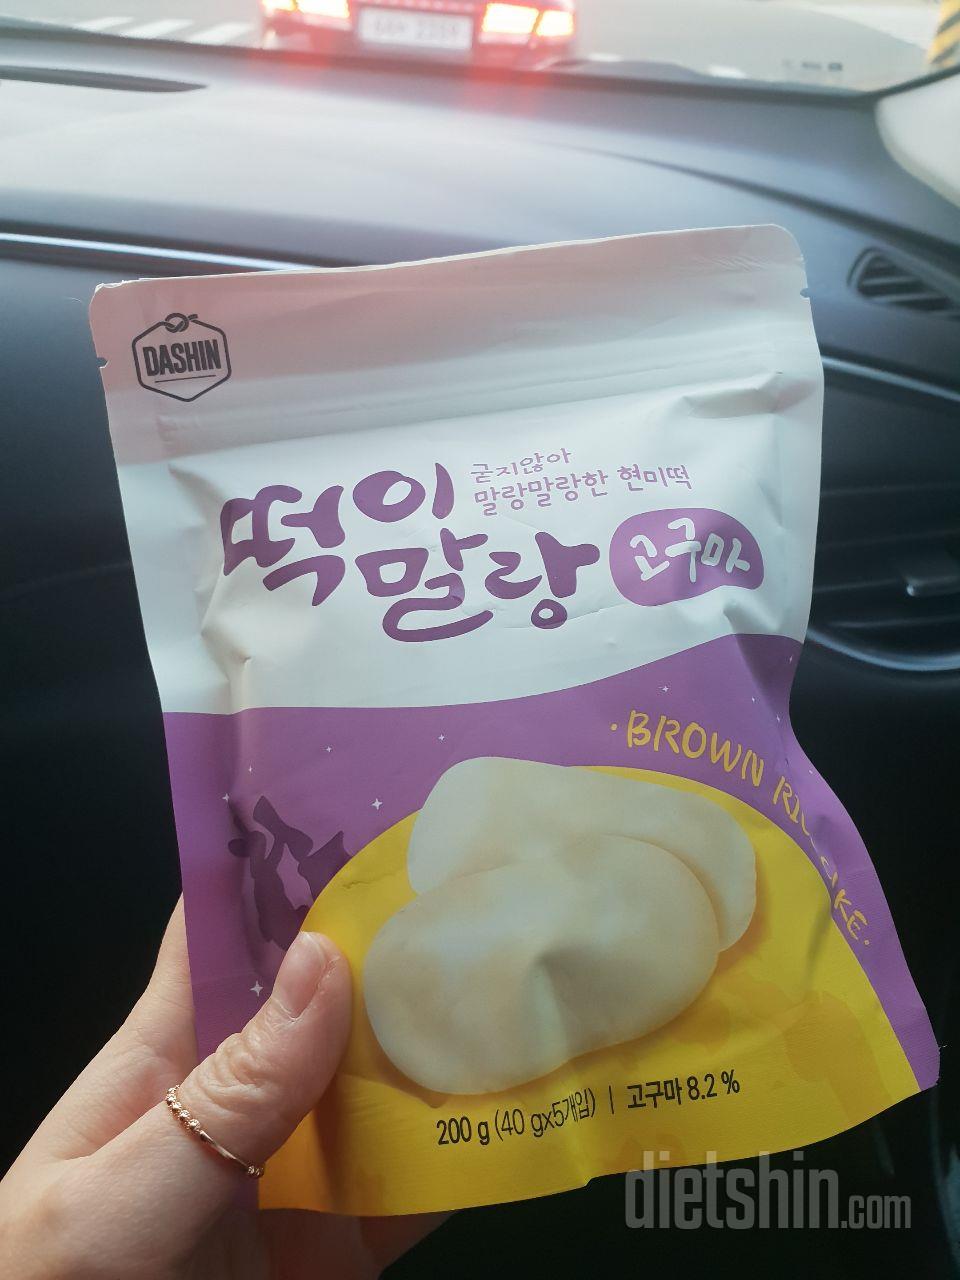 DASHIN
굳지않아
말랑말랑한 현미떡
떡이
말랑
고구마
BROWN
200 g (40 gx5개입) | 고구마 8.2 %
dietshin.com